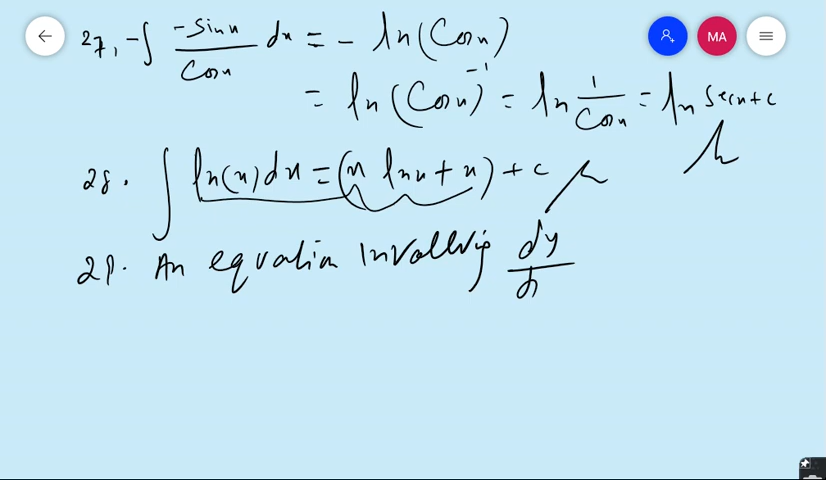 27, -∫ -Sinx/Cosx dx = - ln(Cosx)
= ln(Cosx)⁻¹ = ln 1/Cosx = ln Secx+c
28. ∫ ln(x)dx = (x lnx + x) + c
29. An equation Involving dy/d
MA